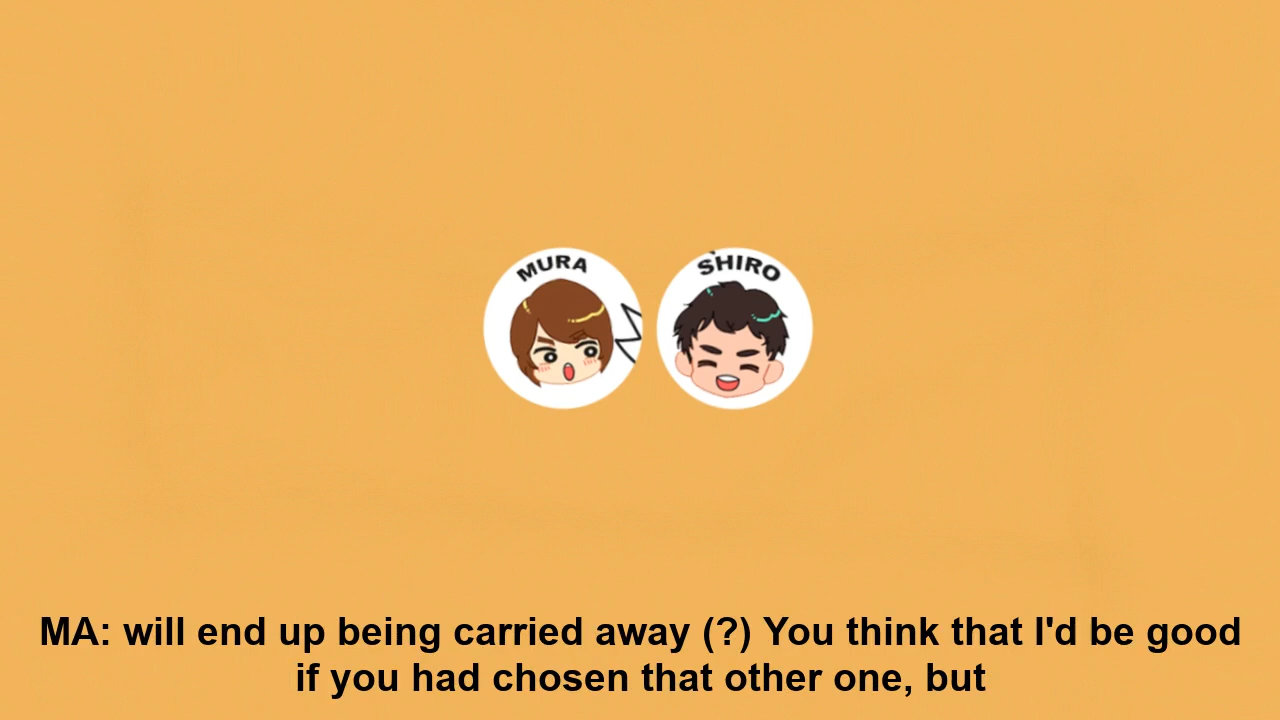 MURA
SHIRO
MA: will end up being carried away (?) You think that I'd be good
if you had chosen that other one, but